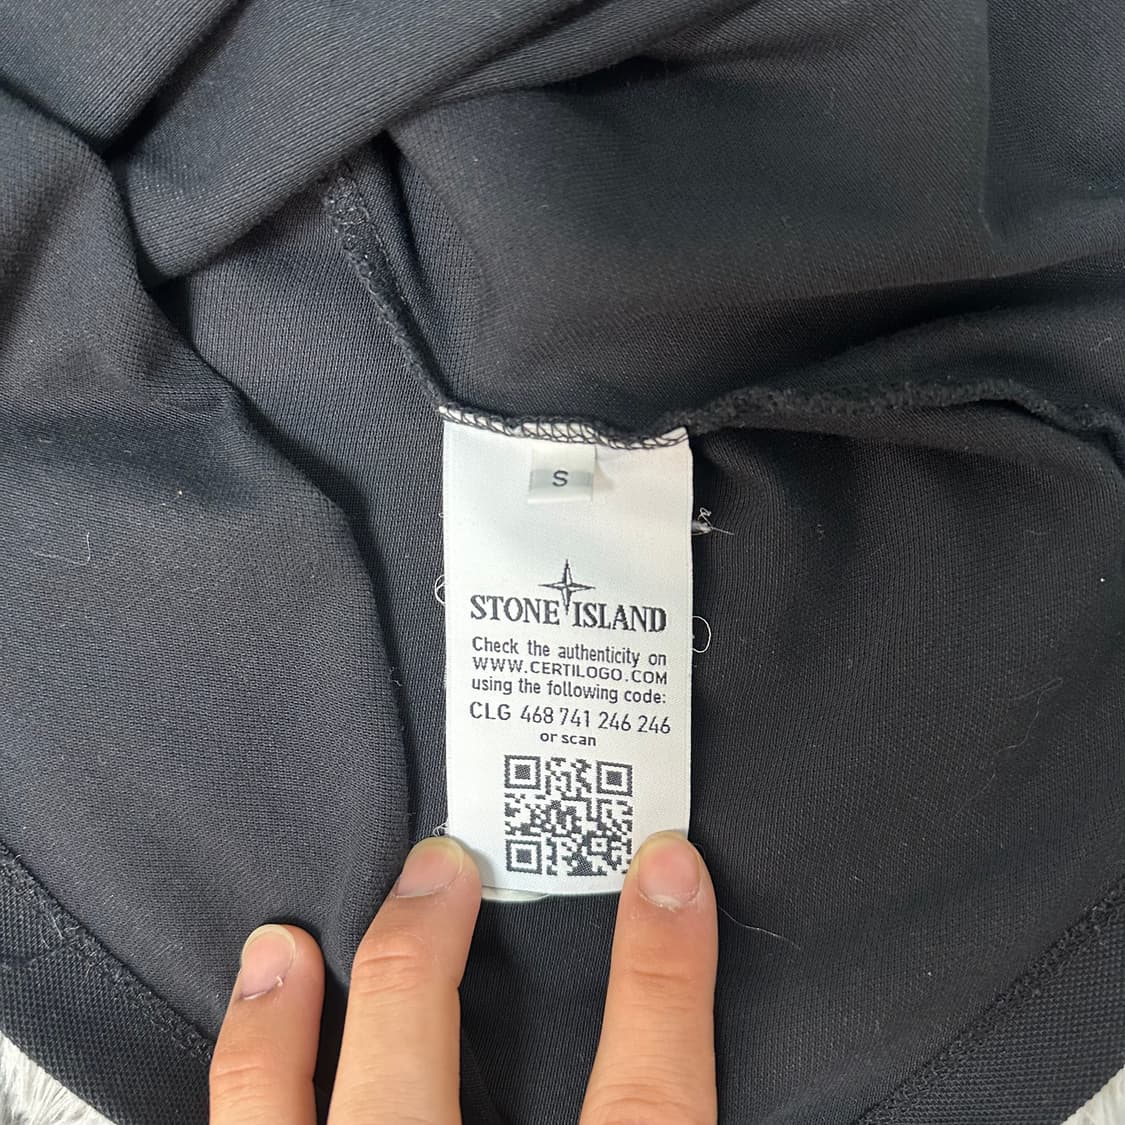 S
STONE ISLAND
Check the authenticity on
WWW.CERTILOGO.COM
using the following code:
CLG 468 741 246 246
or scan